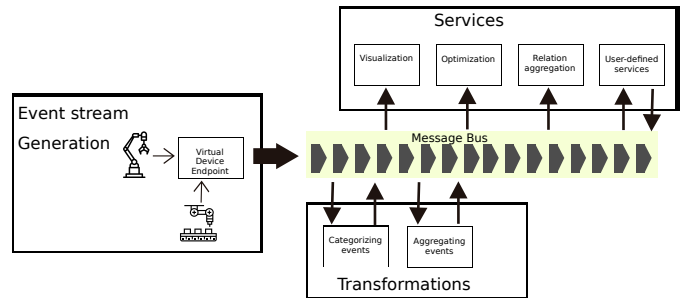 Services
Visualization
Optimization
Relation
aggregation
User-defined
services
Event stream
Generation
Virtual
Device
Endpoint
Message Bus
Categorizing
events
Aggregating
events
Transformations